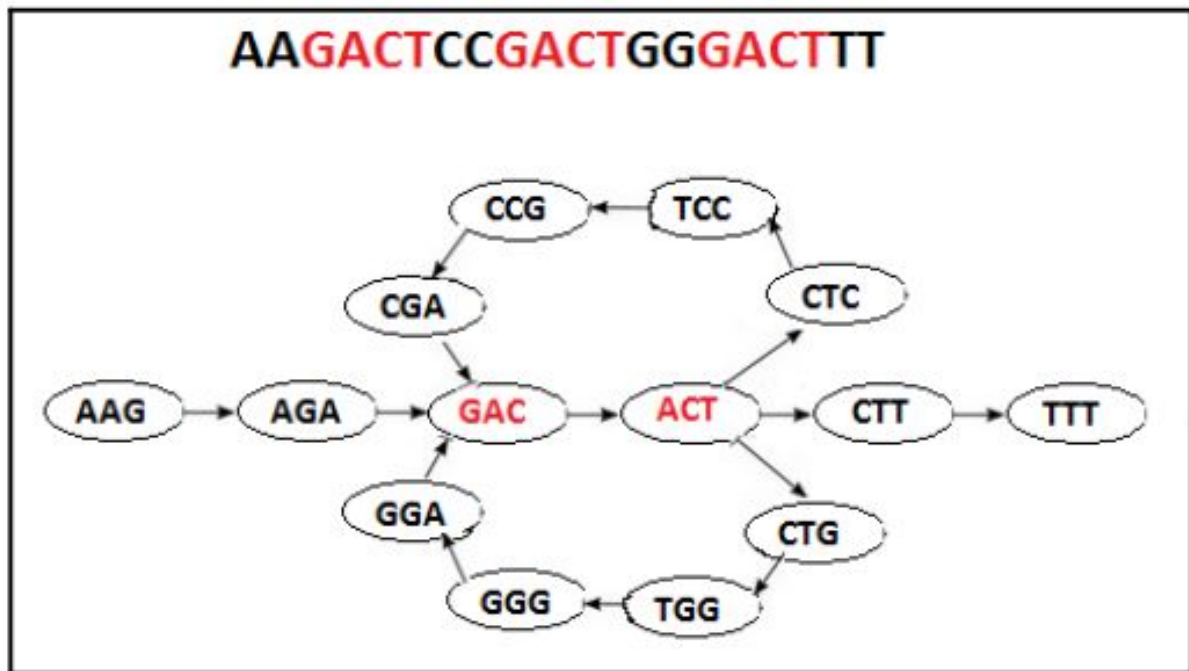 AAGACTCCGACTGGGACTTT
CCG TCC
CGA CTC
AAG AGA GAC ACT CTT TTT
GGA CTG
GGG TGG